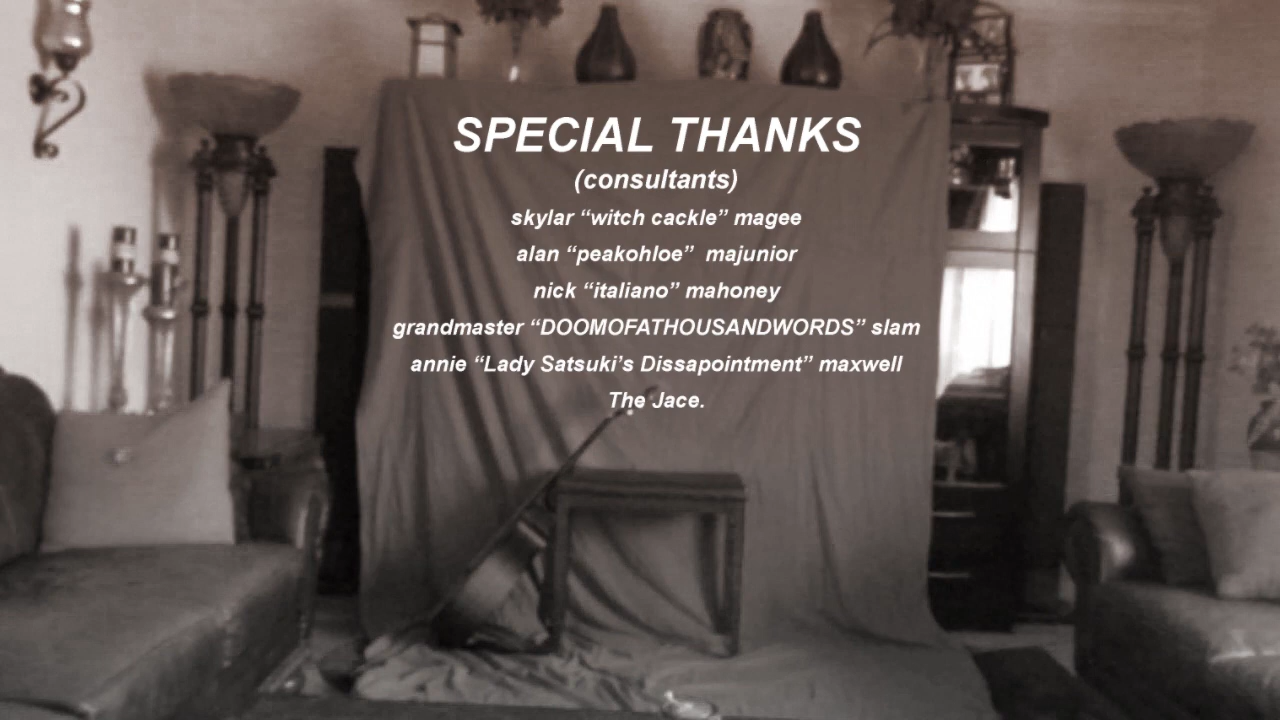 SPECIAL THANKS
(consultants)
skylar “witch cackle” magee
alan “peakohloe”  majunior
nick “italiano” mahoney
grandmaster “DOOMOFATHOUSANDWORDS” slam
annie “Lady Satsuki’s Dissapointment” maxwell
The Jace.